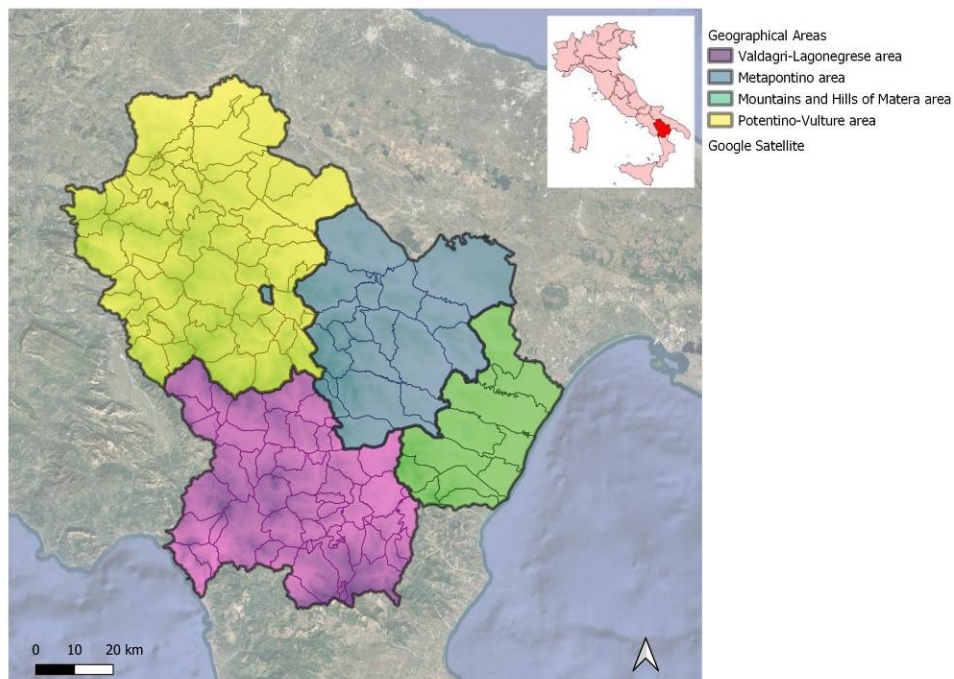 Geographical Areas
Valdagri-Lagonegrese area
Metapontino area
Mountains and Hills of Matera area
Potentino-Vulture area
Google Satellite
0 10 20 km